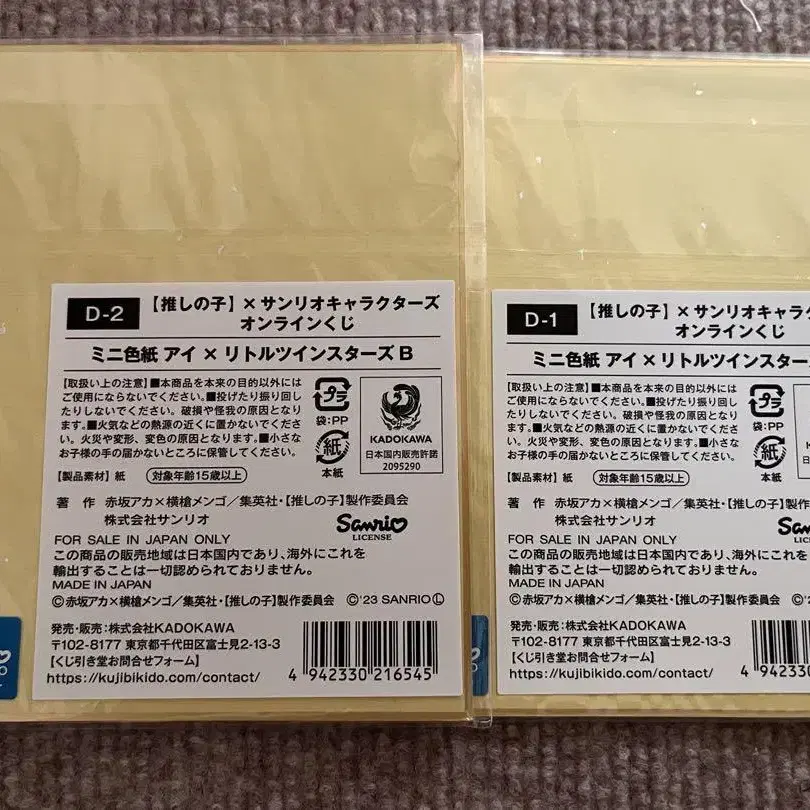 D-2
【推しの子】×サンリオキャラクターズ
オンラインくじ
ミニ色紙 アイ × リトルツインスターズ B
【取扱い上の注意】■本商品を本来の目的以外には
ご使用にならないでください。■投げたり振り回し
たりしないでください。破損や怪我の原因となりま
す。■火気などの熱源の近くに置かないでくださ
い。火災や変形、変色の原因となります。■小さな
お子様の手の届かないところに保管してください。
プラ
袋:PP
紙
本紙
KADOKAWA
日本国内販売許諾
2095290
【製品素材】紙
対象年齢15歳以上
著 作 赤坂アカ×横槍メンゴ/集英社・【推しの子】製作委員会
株式会社サンリオ
Sanrio
LICENSE
FOR SALE IN JAPAN ONLY
この商品の販売地域は日本国内であり、海外にこれを
輸出することは一切認められておりません。
MADE IN JAPAN
©赤坂アカ×横槍メンゴ/集英社・【推しの子】製作委員会 ©'23 SANRIO Ⓛ
発売・販売:株式会社KADOKAWA
〒102-8177 東京都千代田区富士見2-13-3
【くじ引き堂お問合せフォーム】
https://kujibikido.com/contact/
4 942330 216545
D-1
【推しの子】×サンリオキャラク
オンラインくじ
ミニ色紙 アイ × リトルツインスターズ
【取扱い上の注意】■本商品を本来の目的以外には
ご使用にならないでください。■投げたり振り回し
たりしないでください。破損や怪我の原因となりま
す。■火気などの熱源の近くに置かないでくださ
い。火災や変形、変色の原因となります。■小さな
お子様の手の届かないところに保管してください。
プラ
袋:PP
紙
本紙
【製品素材】紙
対象年齢15歳以上
著 作 赤坂アカ×横槍メンゴ/集英社・【推しの子】製作委
株式会社サンリオ
FOR SALE IN JAPAN ONLY
この商品の販売地域は日本国内であり、海外にこれを
輸出することは一切認められておりません。
MADE IN JAPAN
©赤坂アカ×横槍メンゴ/集英社・【推しの子】製作委員会
発売・販売:株式会社KADOKAWA
〒102-8177 東京都千代田区富士見2-13-3
【くじ引き堂お問合せフォーム】
https://kujibikido.com/contact/
4 942330